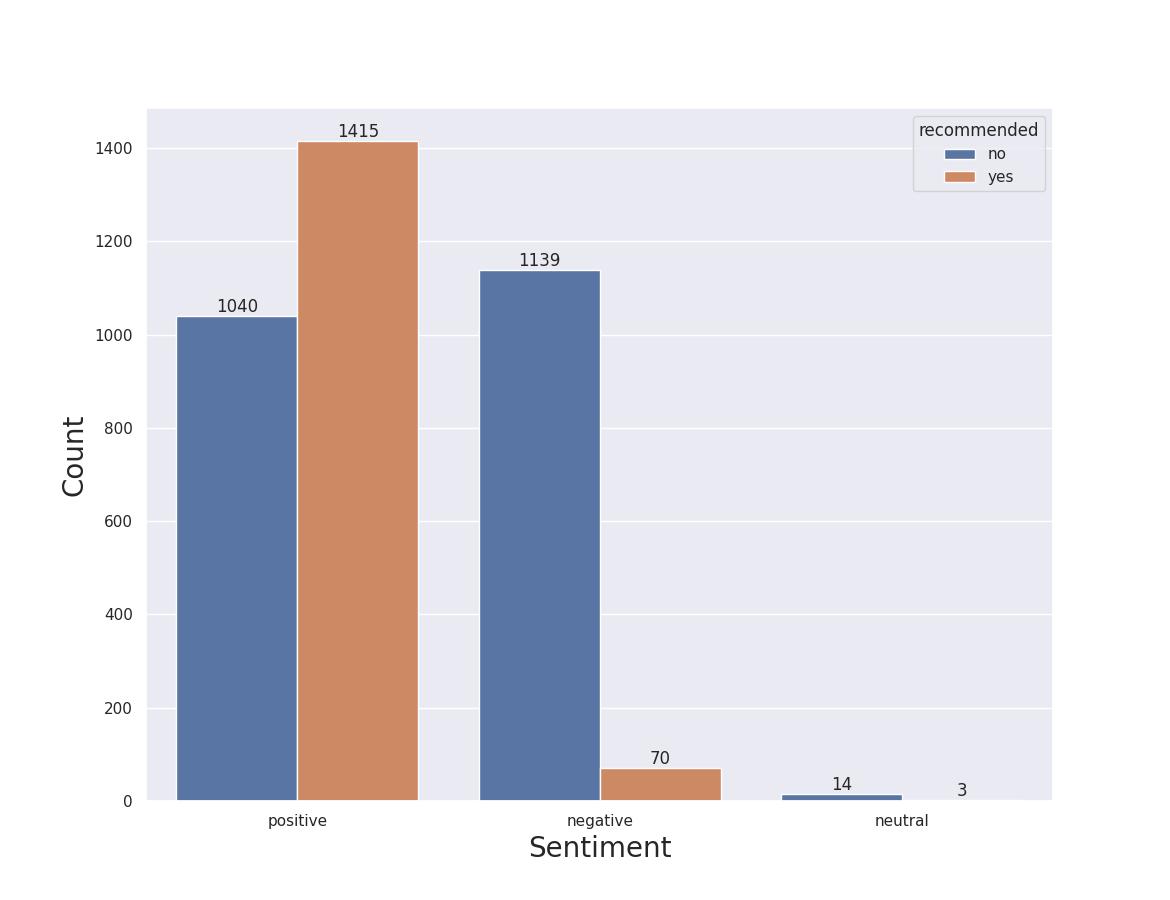 1415
recommended
no
yes
1400
1200
1139
1040
1000
800
600
400
200
70
14
3
0
positive
negative
neutral
Count
Sentiment